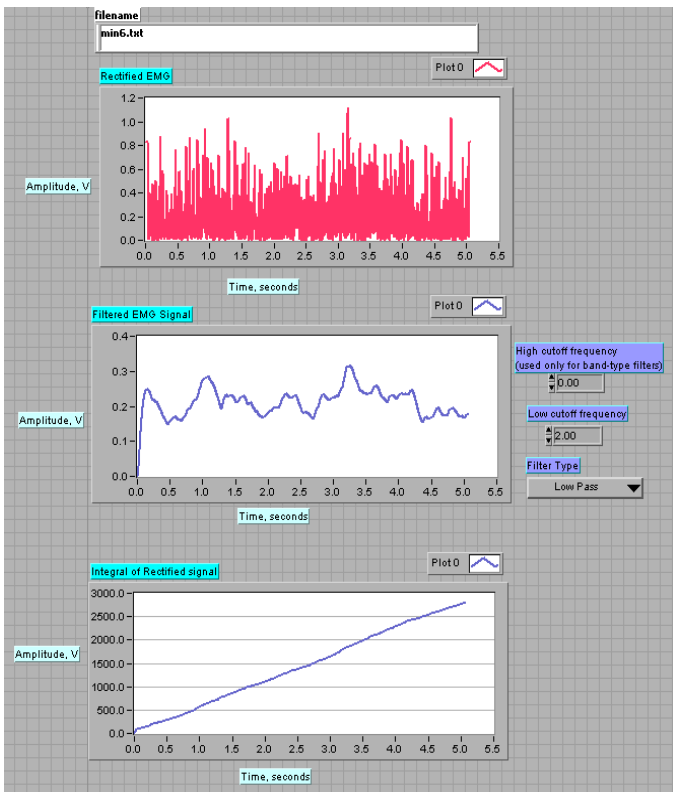 filename
min6.txt
Plot 0
Rectified EMG
1.2
1.0
0.8
0.6
0.4
0.2
0.0
Amplitude, V
0.0 0.5 1.0 1.5 2.0 2.5 3.0 3.5 4.0 4.5 5.0 5.5
Time, seconds
Plot 0
Filtered EMG Signal
0.4
0.3
0.2
0.1
0.0
Amplitude, V
0.0 0.5 1.0 1.5 2.0 2.5 3.0 3.5 4.0 4.5 5.0 5.5
Time, seconds
High cutoff frequency
(used only for band-type filters)
0.00
Low cutoff frequency
2.00
Filter Type
Low Pass
Plot 0
Integral of Rectified signal
3000.0
2500.0
2000.0
1500.0
1000.0
500.0
0.0
Amplitude, V
0.0 0.5 1.0 1.5 2.0 2.5 3.0 3.5 4.0 4.5 5.0 5.5
Time, seconds